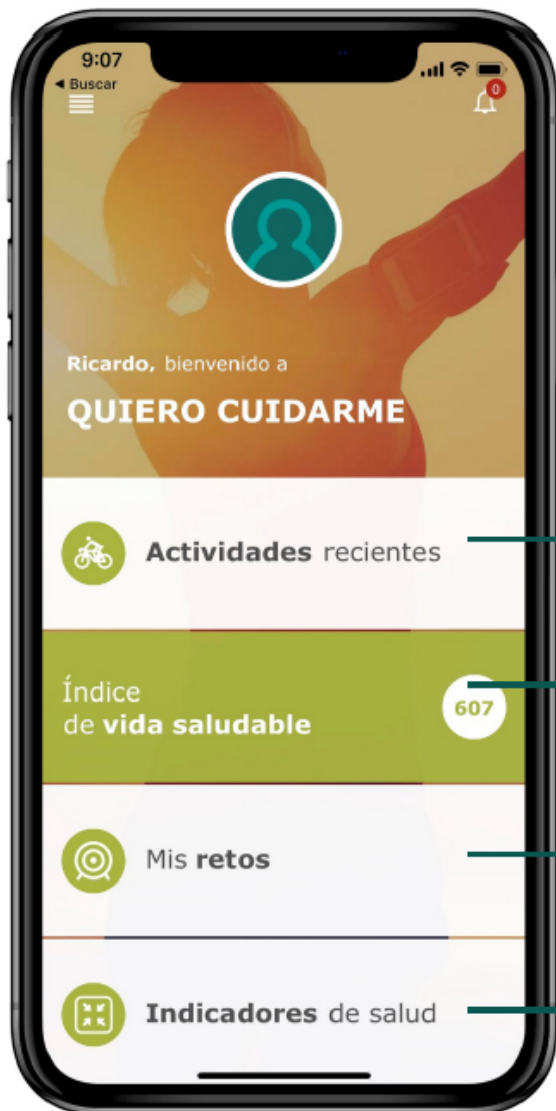 9:07
◀ Buscar
0
Ricardo, bienvenido a
QUIERO CUIDARME
Actividades recientes
Índice
de vida saludable
607
Mis retos
Indicadores de salud